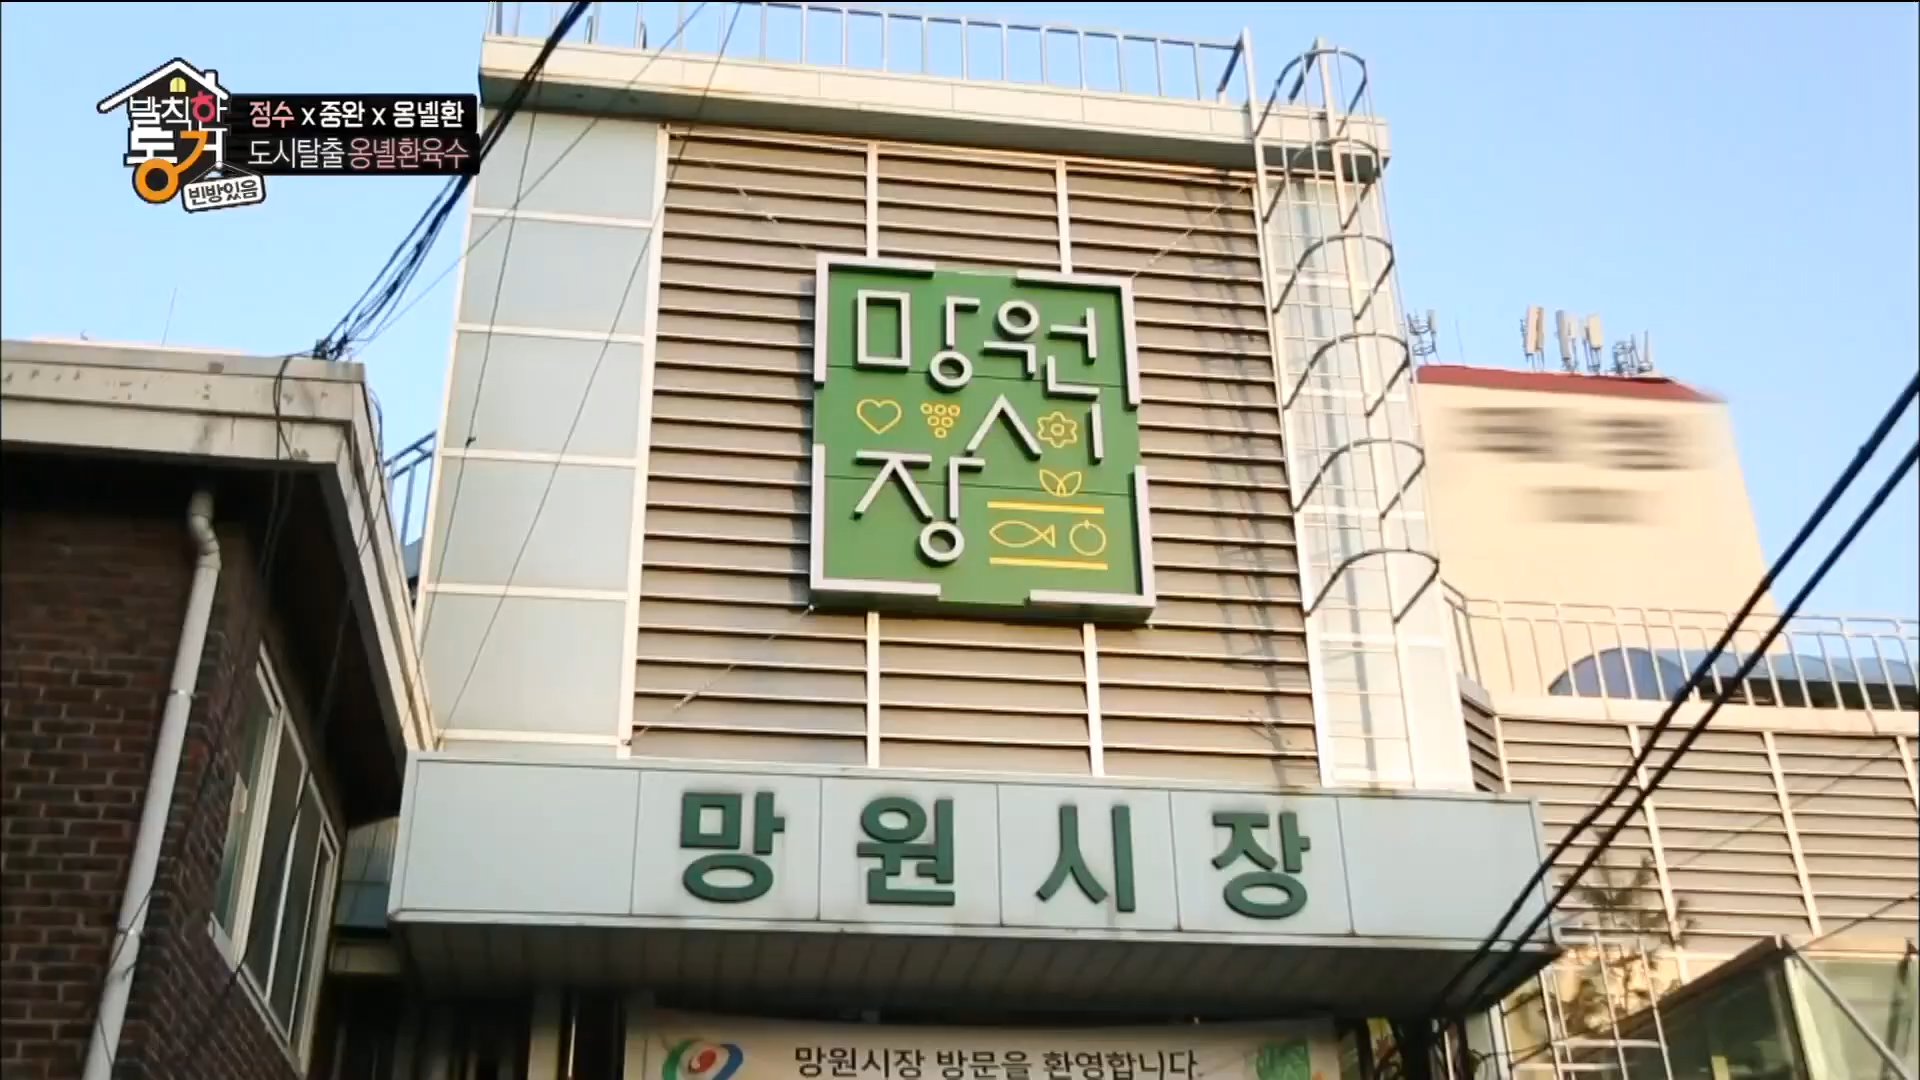 발칙한
동거
빈방있음
정수 x 중완 x 옹녤환
도시탈출 옹녤환육수
망원
시
장
망원시장
망원시장 방문을 환영합니다.